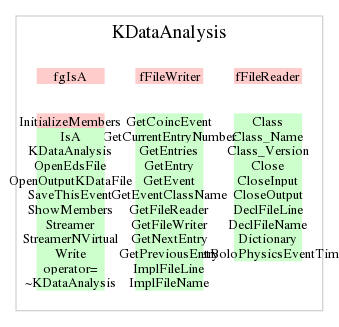 KDataAnalysis
fgIsA
fFileWriter
fFileReader
InitializeMembers
IsA
KDataAnalysis
OpenEdsFile
OpenOutputKDataFile
SaveThisEvent
ShowMembers
Streamer
StreamerNVirtual
Write
operator=
~KDataAnalysis
GetCoincEvent
GetCurrentEntryNumber
GetEntries
GetEntry
GetEvent
GetEventClassName
GetFileReader
GetFileWriter
GetNextEntry
GetPreviousEntry
ImplFileLine
ImplFileName
Class
Class_Name
Class_Version
Close
CloseInput
CloseOutput
DeclFileLine
DeclFileName
Dictionary